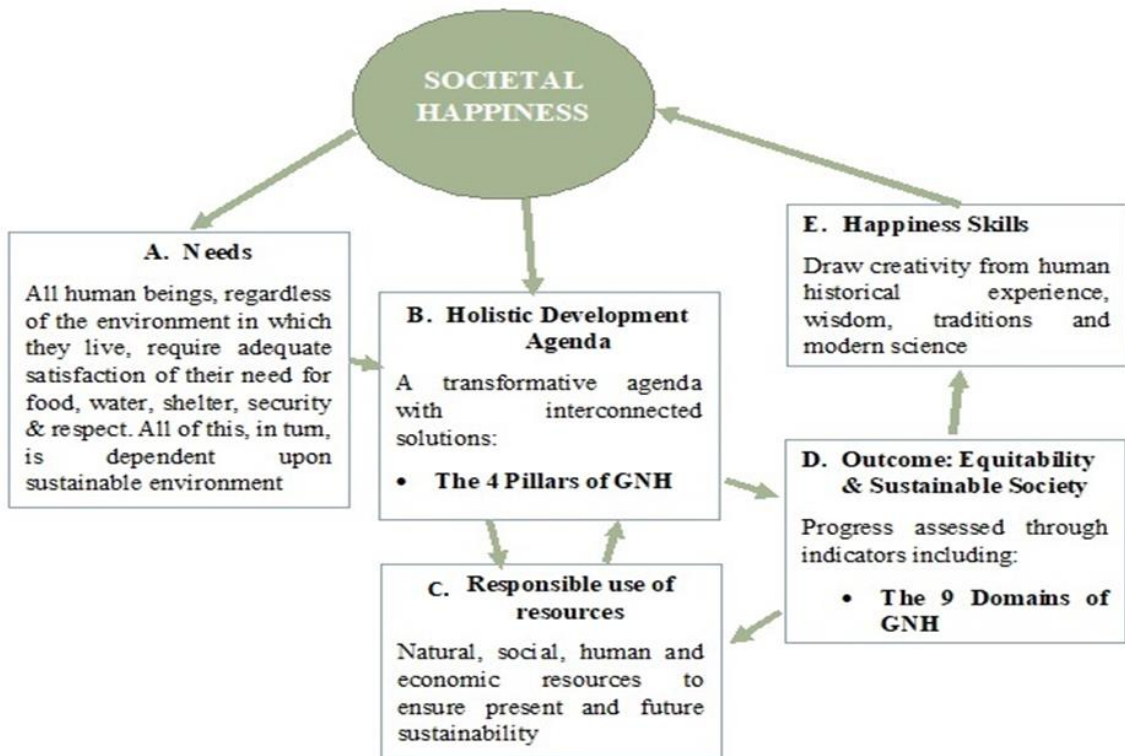 SOCIETAL
HAPPINESS
A. Needs
All human beings, regardless
of the environment in which
they live, require adequate
satisfaction of their need for
food, water, shelter, security
& respect. All of this, in turn,
is dependent upon
sustainable environment
B. Holistic Development
Agenda
A transformative agenda
with interconnected
solutions:
• The 4 Pillars of GNH
C. Responsible use of
resources
Natural, social, human and
economic resources to
ensure present and future
sustainability
D. Outcome: Equitability
& Sustainable Society
Progress assessed through
indicators including:
• The 9 Domains of
GNH
E. Happiness Skills
Draw creativity from human
historical experience,
wisdom, traditions and
modern science